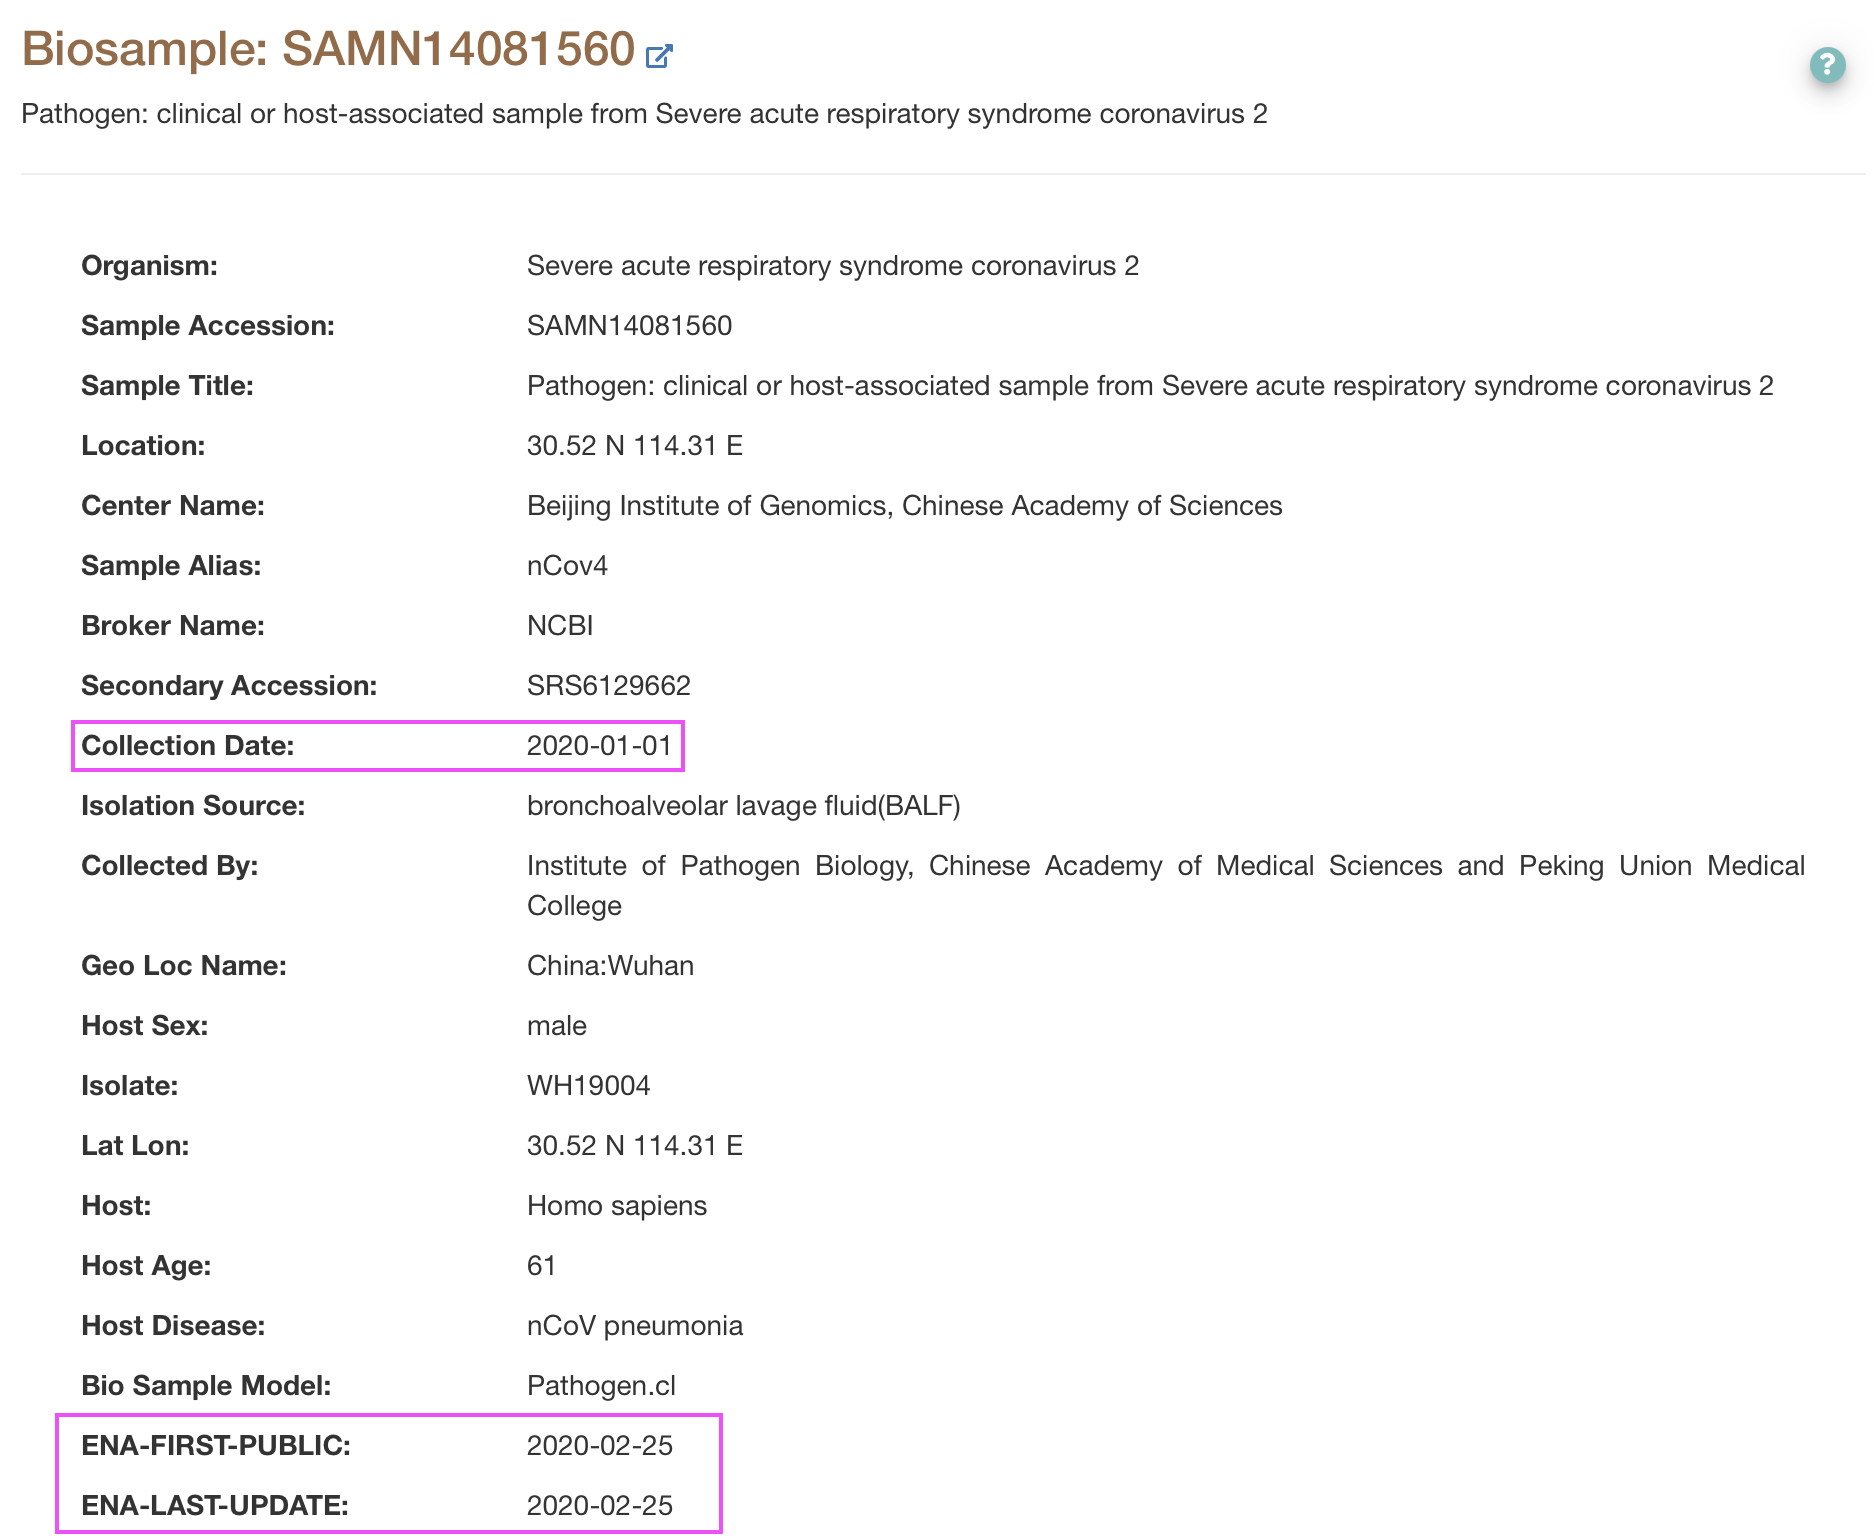 Biosample: SAMN14081560
?
Pathogen: clinical or host-associated sample from Severe acute respiratory syndrome coronavirus 2
Organism: Severe acute respiratory syndrome coronavirus 2
Sample Accession: SAMN14081560
Sample Title: Pathogen: clinical or host-associated sample from Severe acute respiratory syndrome coronavirus 2
Location: 30.52 N 114.31 E
Center Name: Beijing Institute of Genomics, Chinese Academy of Sciences
Sample Alias: nCov4
Broker Name: NCBI
Secondary Accession: SRS6129662
Collection Date: 2020-01-01
Isolation Source: bronchoalveolar lavage fluid(BALF)
Collected By: Institute of Pathogen Biology, Chinese Academy of Medical Sciences and Peking Union Medical
College
Geo Loc Name: China:Wuhan
Host Sex: male
Isolate: WH19004
Lat Lon: 30.52 N 114.31 E
Host: Homo sapiens
Host Age: 61
Host Disease: nCoV pneumonia
Bio Sample Model: Pathogen.cl
ENA-FIRST-PUBLIC: 2020-02-25
ENA-LAST-UPDATE: 2020-02-25